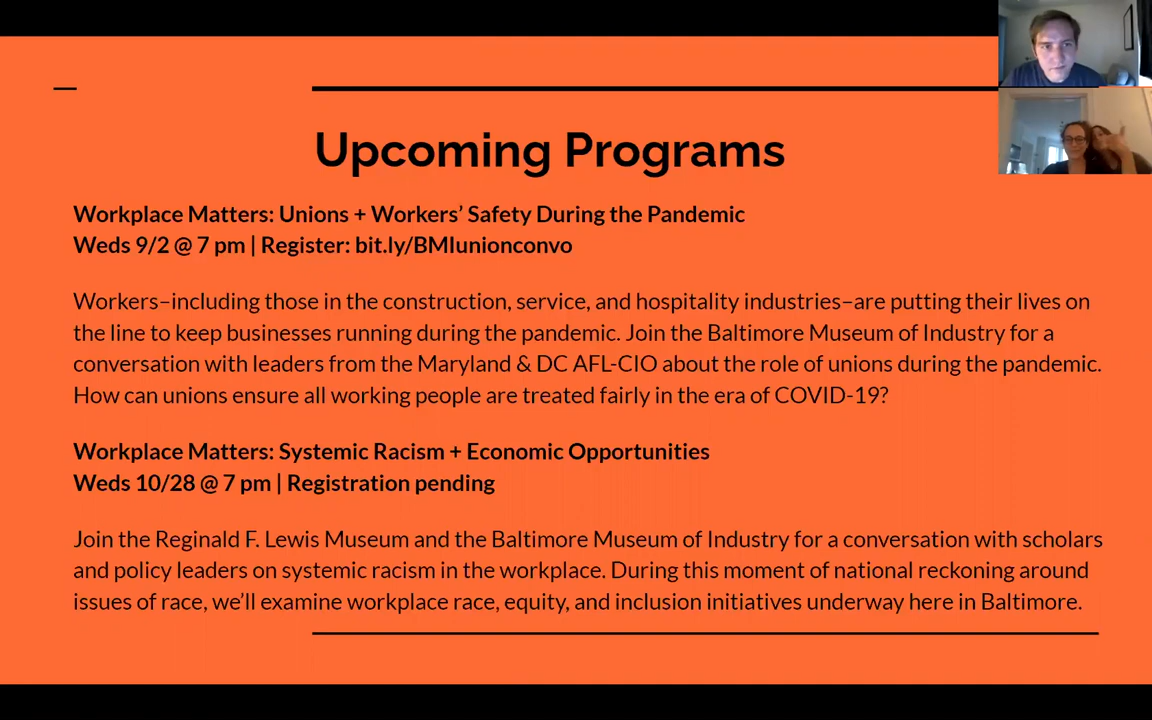 Upcoming Programs
Workplace Matters: Unions + Workers’ Safety During the Pandemic
Weds 9/2 @ 7 pm | Register: bit.ly/BMIunionconvo
Workers–including those in the construction, service, and hospitality industries–are putting their lives on
the line to keep businesses running during the pandemic. Join the Baltimore Museum of Industry for a
conversation with leaders from the Maryland & DC AFL-CIO about the role of unions during the pandemic.
How can unions ensure all working people are treated fairly in the era of COVID-19?
Workplace Matters: Systemic Racism + Economic Opportunities
Weds 10/28 @ 7 pm | Registration pending
Join the Reginald F. Lewis Museum and the Baltimore Museum of Industry for a conversation with scholars
and policy leaders on systemic racism in the workplace. During this moment of national reckoning around
issues of race, we’ll examine workplace race, equity, and inclusion initiatives underway here in Baltimore.